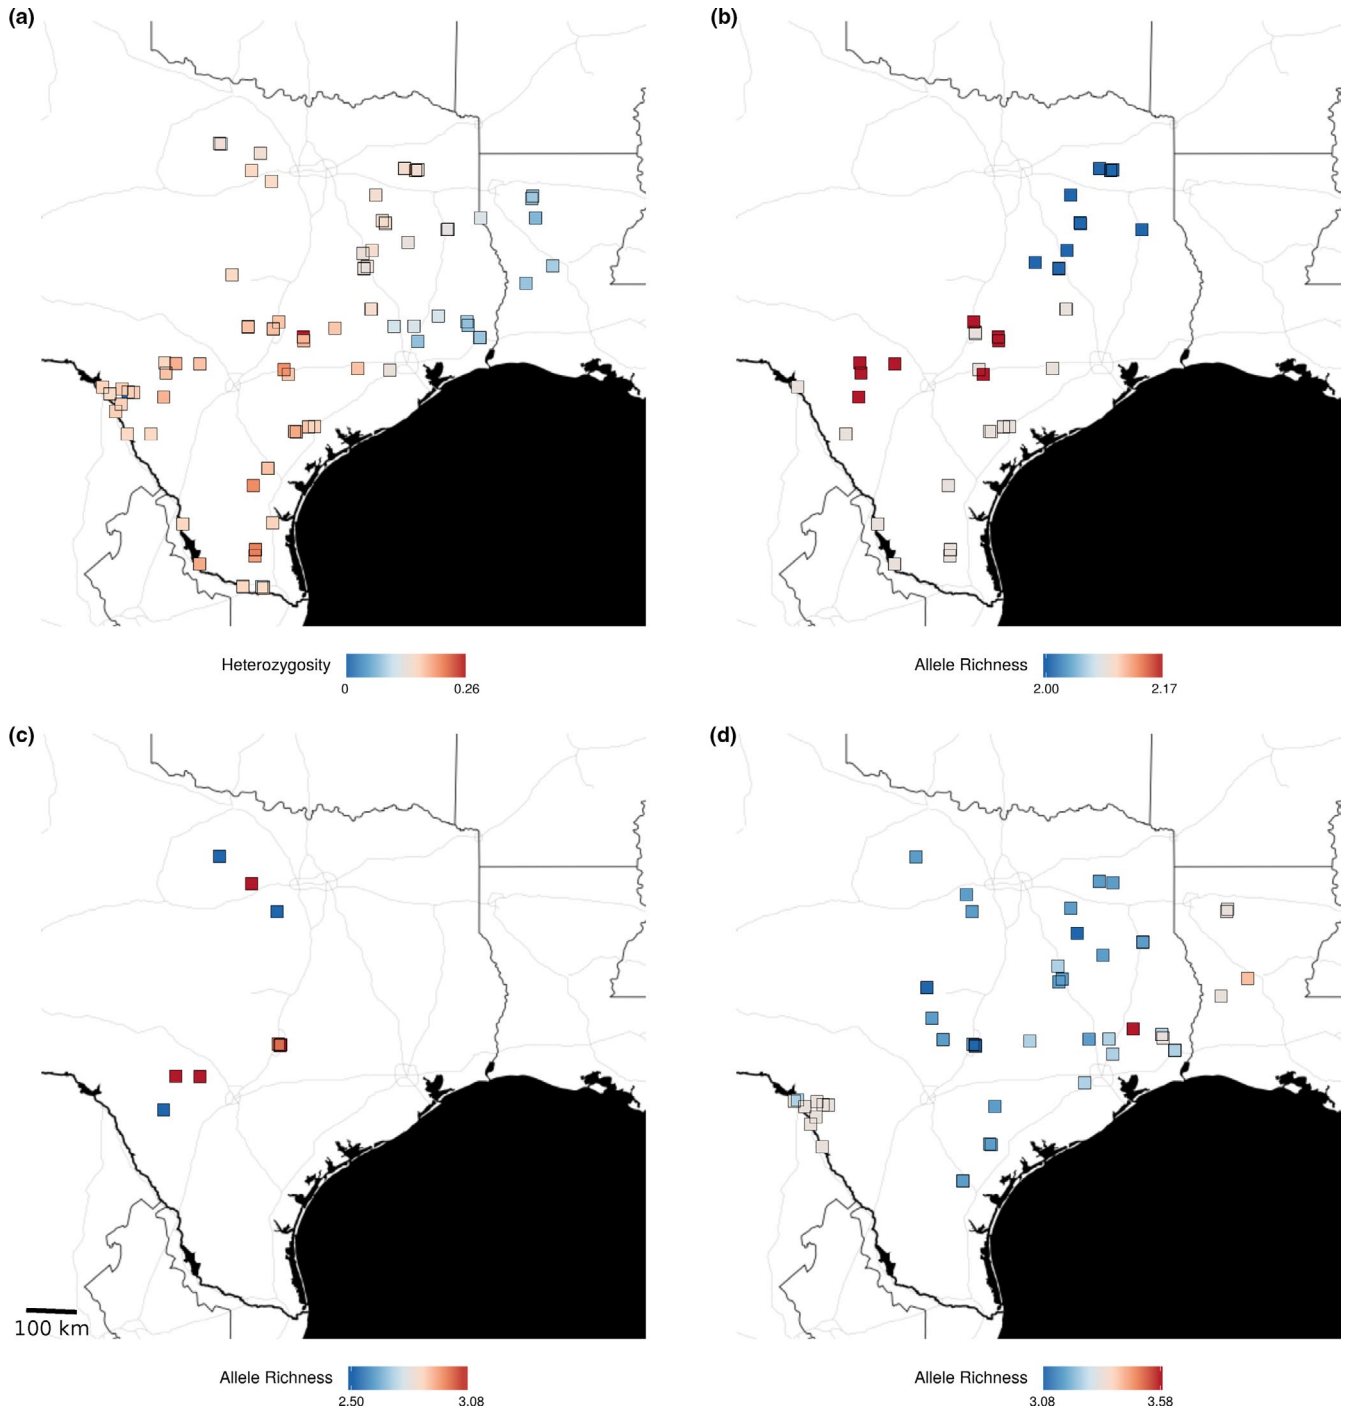 (a)
(b)
Heterozygosity
0 0.26
Allele Richness
2.00 2.17
(c)
(d)
100 km
Allele Richness
2.50 3.08
Allele Richness
3.08 3.58